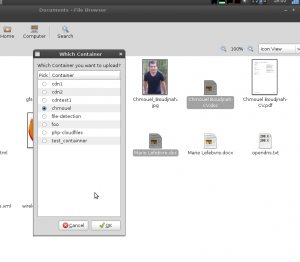 Documents - File Browser
Home
Computer
Search
100%
Icon View
Which Container
Which Container you want to upload?
Pick
Container
cdn1
cdn2
cdntest1
chmouel
file-detection
foo
php-cloudfiles
test_container
Cancel
OK
Chmouel_Boudjnah.
jpg
Chmouel Boudjnah-
CV.doc
Chmouel Boudjnah-
CV.pdf
Mario Lefebvre.doc
Mario Lefebvre.docx
opendns.txt